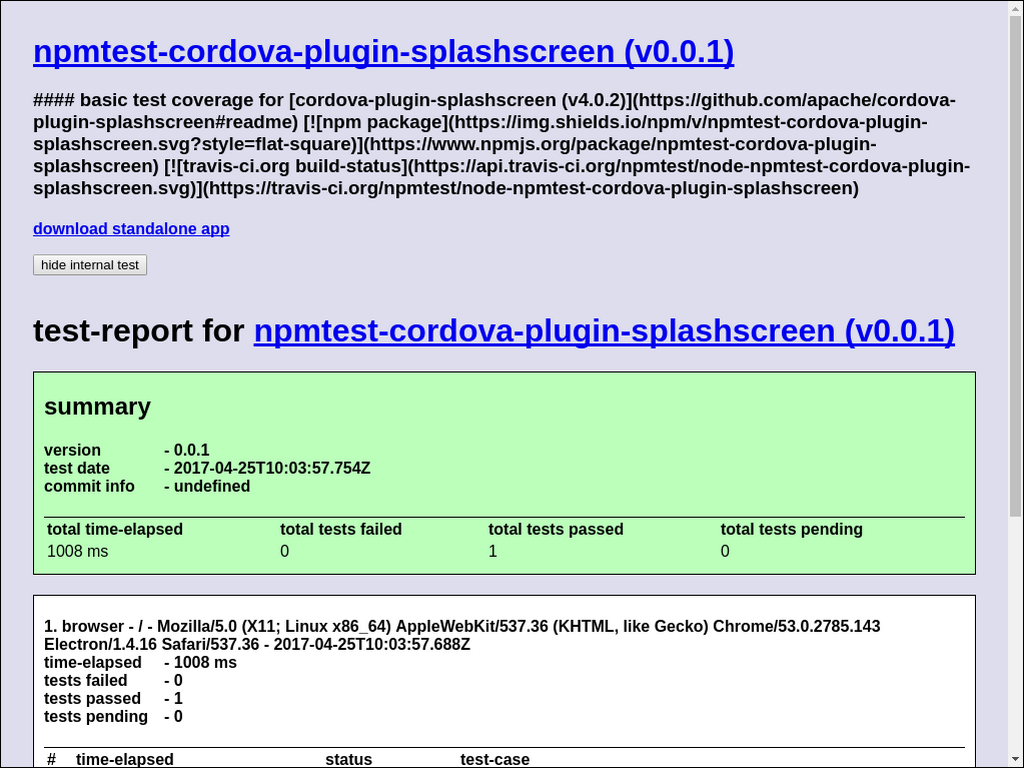 npmtest-cordova-plugin-splashscreen (v0.0.1)
#### basic test coverage for [cordova-plugin-splashscreen (v4.0.2)](https://github.com/apache/cordova-
plugin-splashscreen#readme) [![npm package](https://img.shields.io/npm/v/npmtest-cordova-plugin-
splashscreen.svg?style=flat-square)](https://www.npmjs.org/package/npmtest-cordova-plugin-
splashscreen) [![travis-ci.org build-status](https://api.travis-ci.org/npmtest/node-npmtest-cordova-plugin-
splashscreen.svg)](https://travis-ci.org/npmtest/node-npmtest-cordova-plugin-splashscreen)
download standalone app
hide internal test
test-report for npmtest-cordova-plugin-splashscreen (v0.0.1)
summary
version - 0.0.1
test date - 2017-04-25T10:03:57.754Z
commit info - undefined
total time-elapsed total tests failed total tests passed total tests pending
1008 ms 0 1 0
1. browser - / - Mozilla/5.0 (X11; Linux x86_64) AppleWebKit/537.36 (KHTML, like Gecko) Chrome/53.0.2785.143
Electron/1.4.16 Safari/537.36 - 2017-04-25T10:03:57.688Z
time-elapsed - 1008 ms
tests failed - 0
tests passed - 1
tests pending - 0
# time-elapsed status test-case